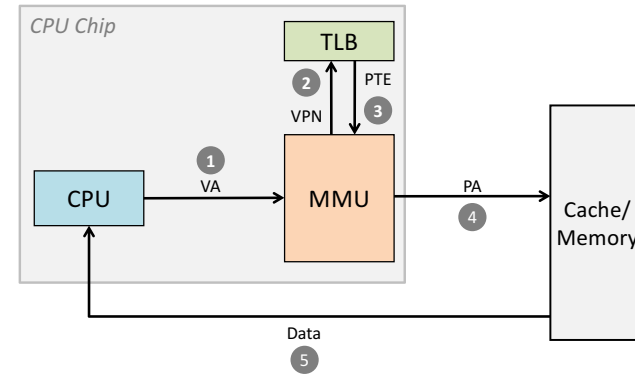 CPU Chip
TLB
2
PTE
VPN
3
1
VA
CPU
MMU
PA
4
Cache/
Memory
Data
5